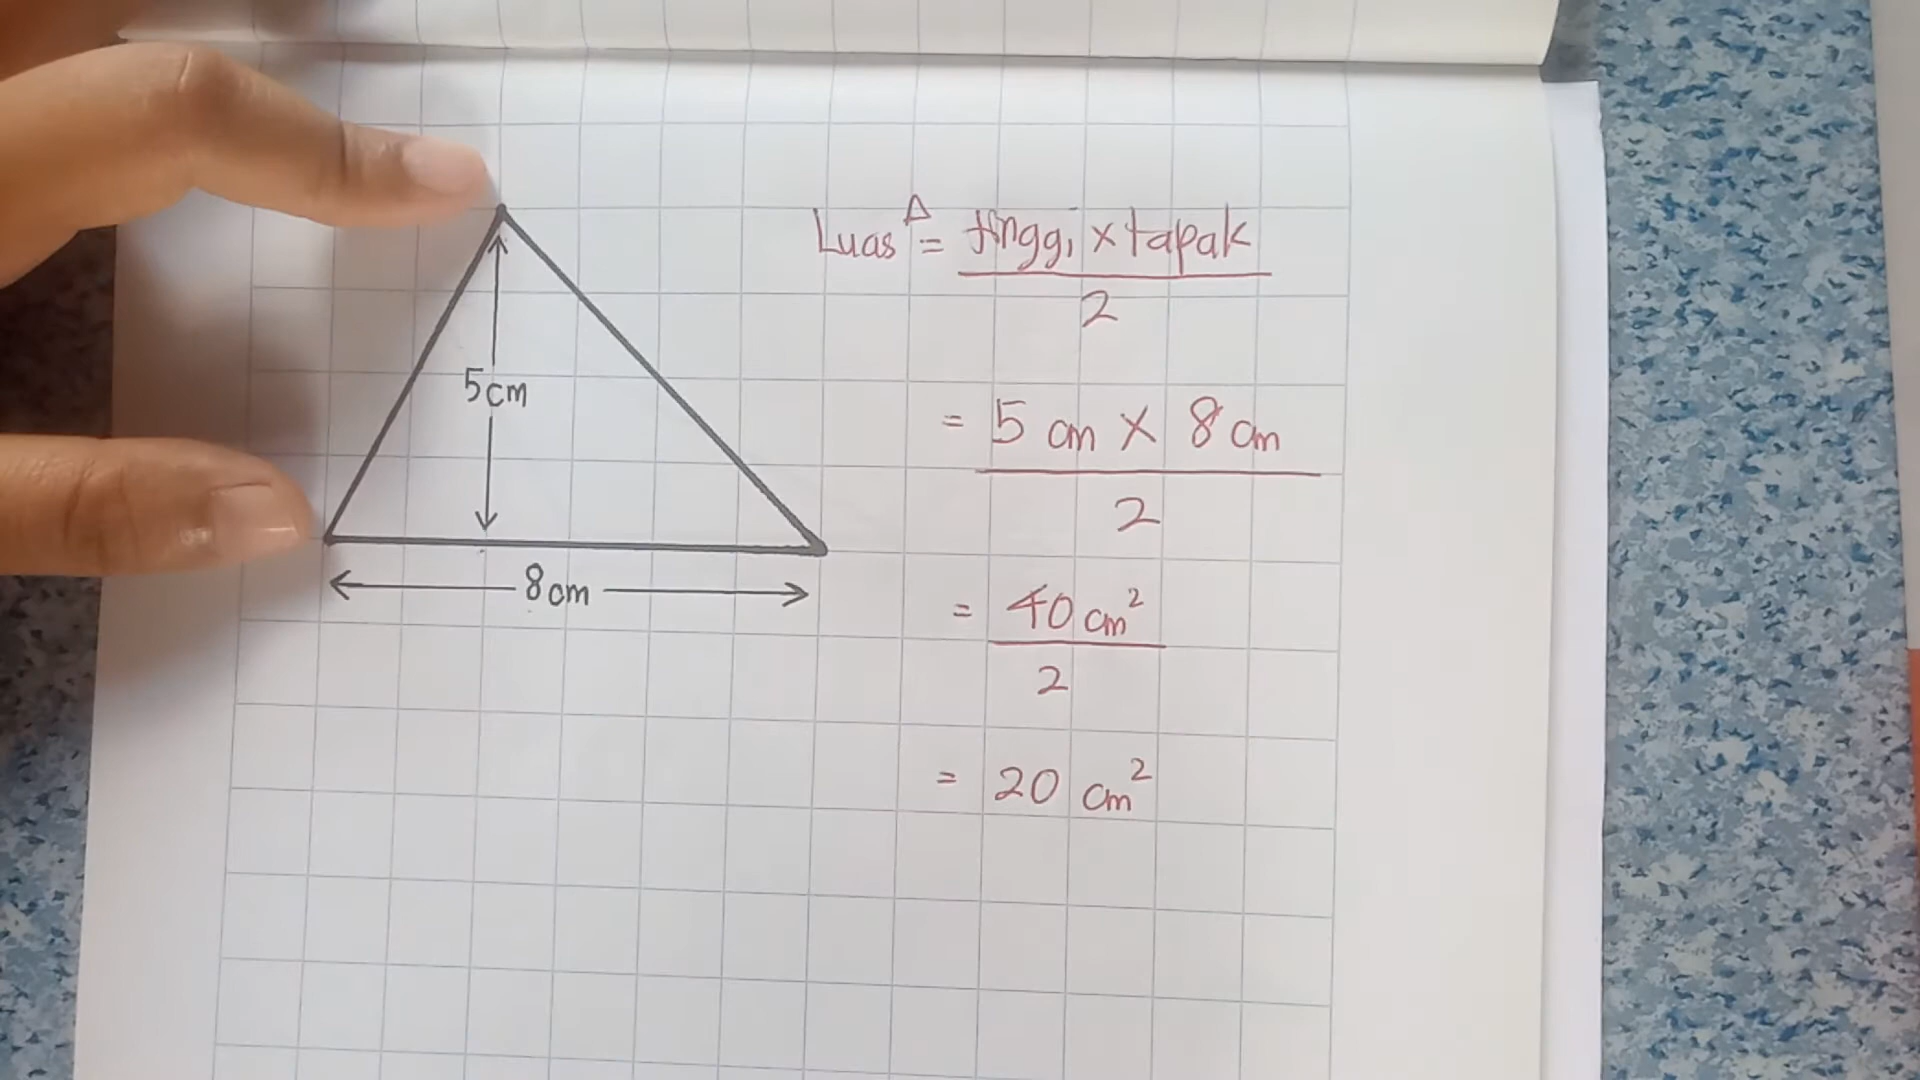 5cm
8cm
Luas Δ = tinggi × tapak
2
= 5 cm × 8 cm
2
= 40 cm²
2
= 20 cm²